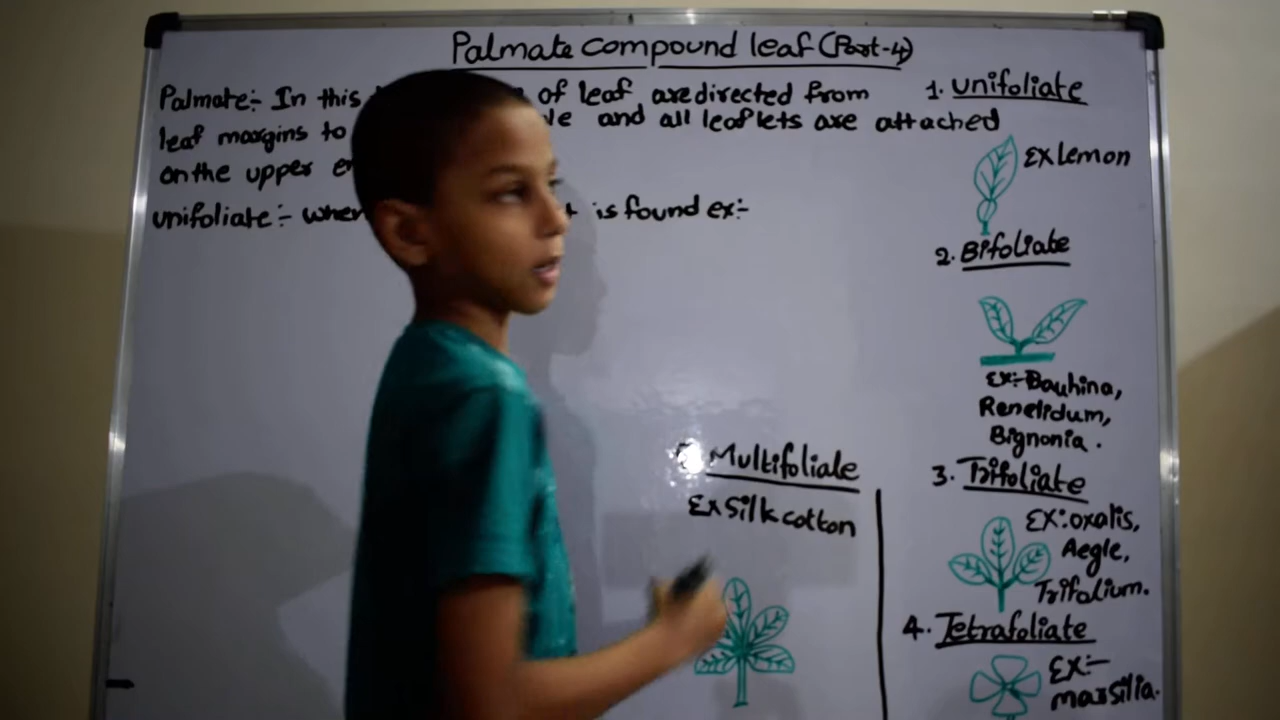 Palmate compound leaf (Part-4)
Palmate:- In this of leaf are directed from
leaf margins to and all leaflets are attached
on the upper
unifoliate:- is found ex:-
1. unifoliate
Ex lemon
2. Bifoliate
Ex:- Bauhina,
Renelidum,
Bignonia.
3. Trifoliate
EX:oxalis,
Aegle,
Trifolium.
4. Tetrafoliate
EX:-
marsilia.
Multifoliate
Ex silk cotton